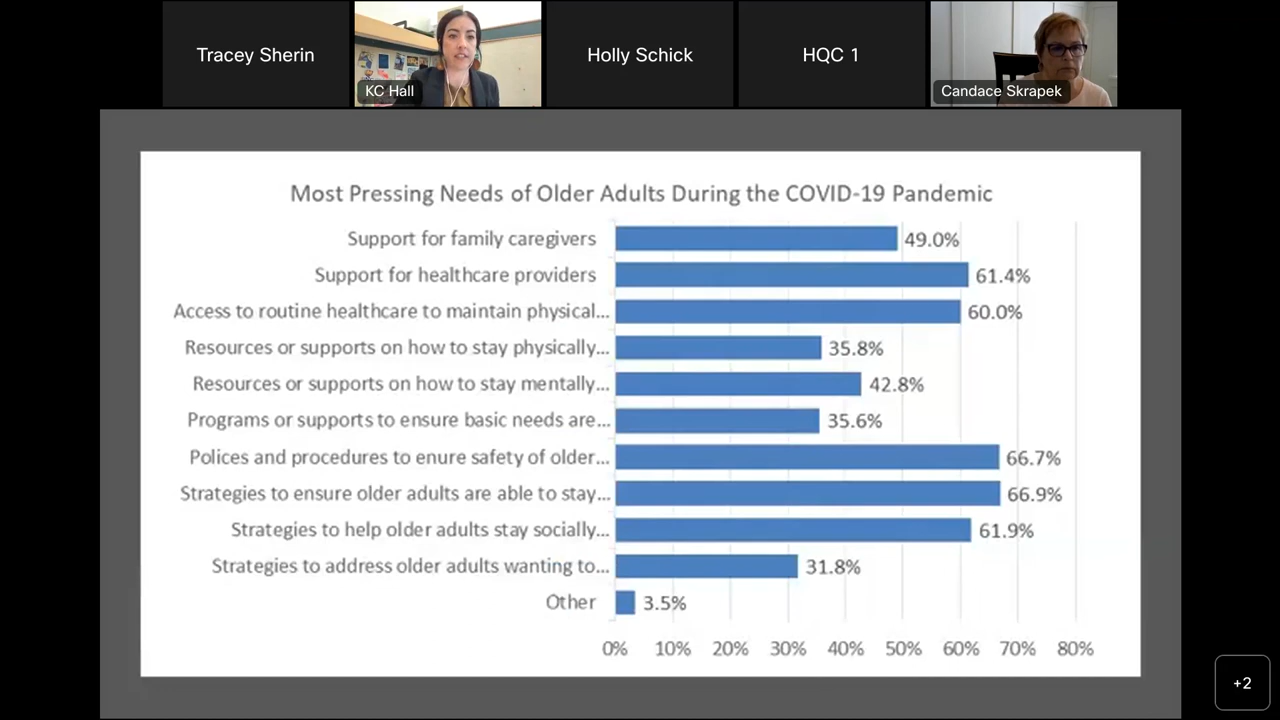 Tracey Sherin
KC Hall
Holly Schick
HQC 1
Candace Skrapek
Most Pressing Needs of Older Adults During the COVID-19 Pandemic
Support for family caregivers 49.0%
Support for healthcare providers 61.4%
Access to routine healthcare to maintain physical... 60.0%
Resources or supports on how to stay physically... 35.8%
Resources or supports on how to stay mentally... 42.8%
Programs or supports to ensure basic needs are... 35.6%
Polices and procedures to enure safety of older... 66.7%
Strategies to ensure older adults are able to stay... 66.9%
Strategies to help older adults stay socially... 61.9%
Strategies to address older adults wanting to... 31.8%
Other 3.5%
0% 10% 20% 30% 40% 50% 60% 70% 80%
+2